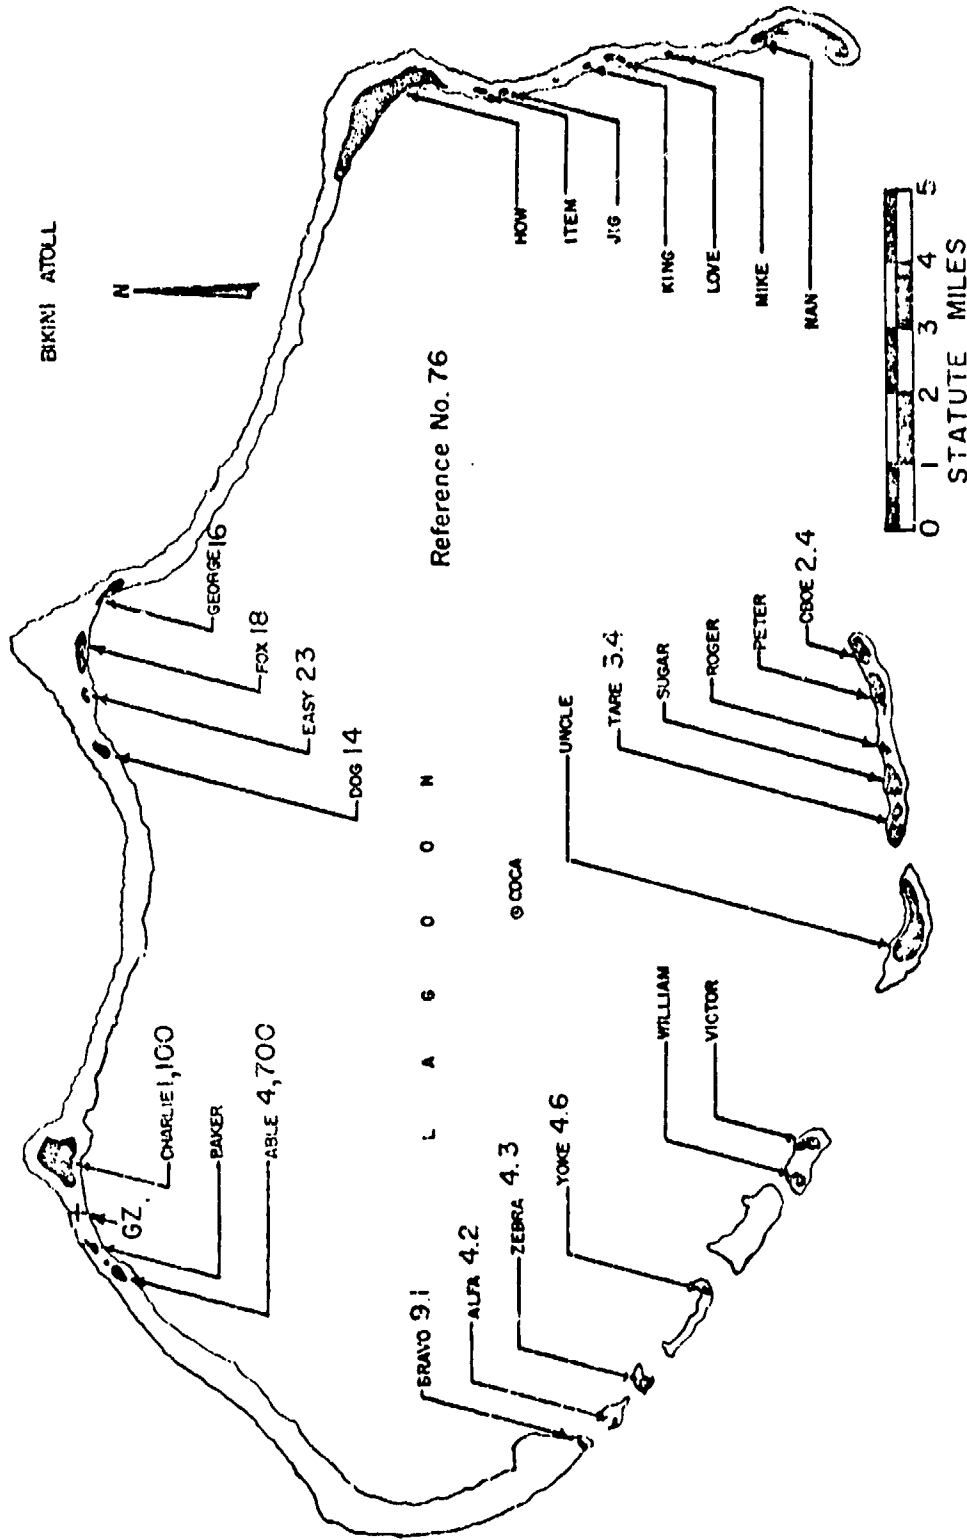 BIKINI ATOLL
N
GEORGE 16
FOX 18
EASY 23
DOG 14
CHARLIE 1,100
BAKER
ABLE 4,700
GZ
HOW
ITEM
JIG
KING
LOVE
MIKE
NAN
Reference No. 76
LAGOON
COCA
BRAVO 9.1
ALFA 4.2
ZEBRA 4.3
YOKE 4.6
WILLIAM
VICTOR
UNCLE
TARE 3.4
SUGAR
ROGER
PETER
OBOE 2.4
0 1 2 3 4 5
STATUTE MILES